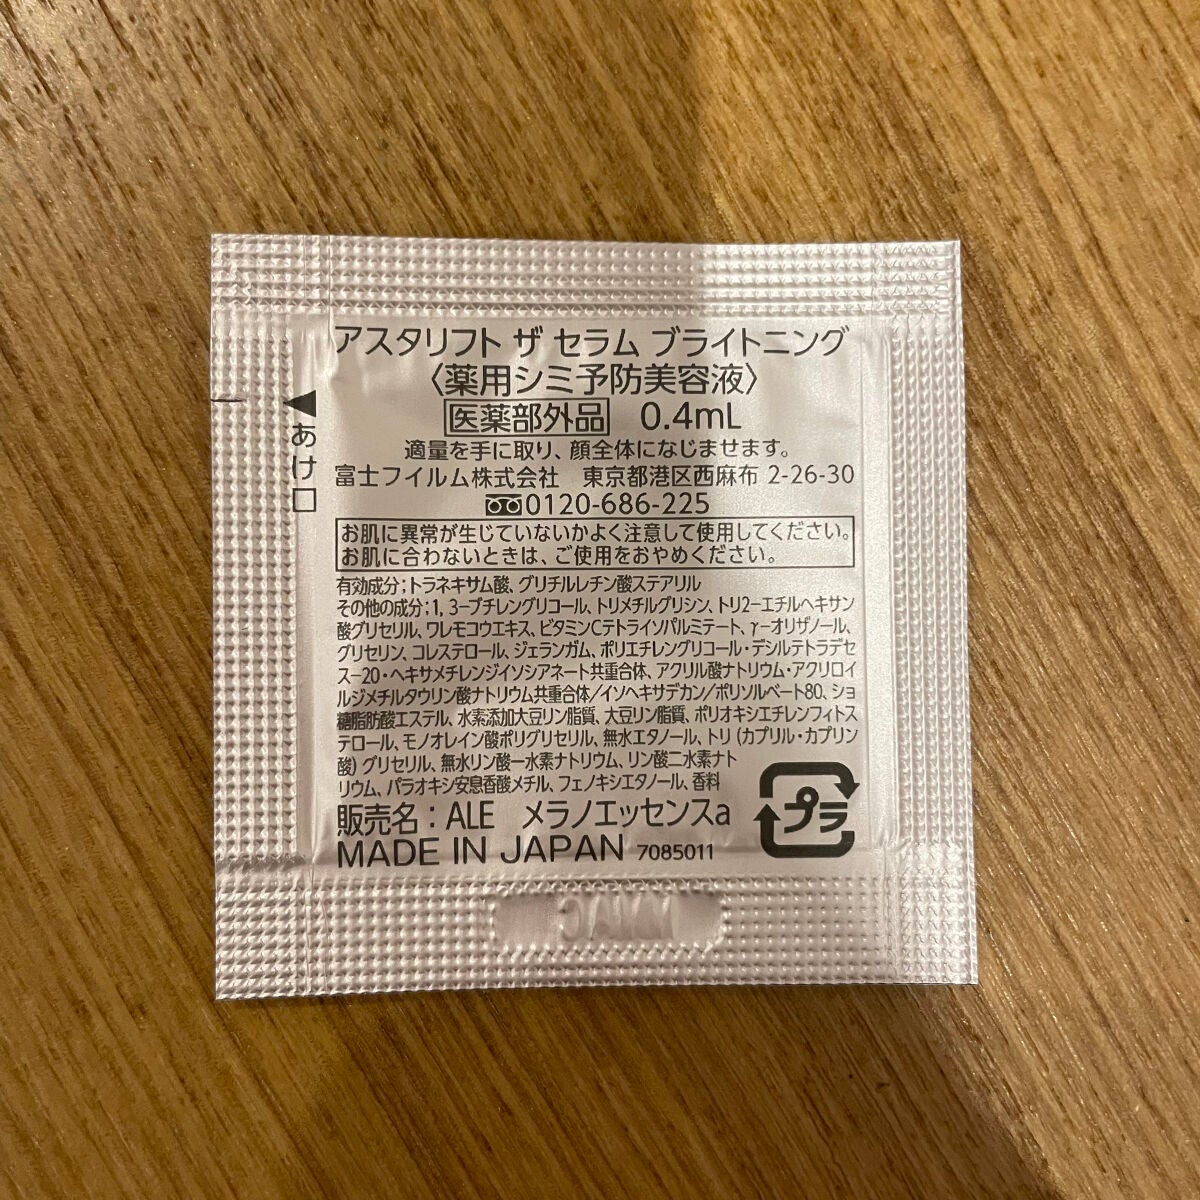 アスタリフト ザ セラム ブライトニング
〈薬用シミ予防美容液〉
医薬部外品 0.4mL
適量を手に取り、顔全体になじませます。
富士フイルム株式会社 東京都港区西麻布 2-26-30
0120-686-225
お肌に異常が生じていないかよく注意して使用してください。
お肌に合わないときは、ご使用をおやめください。
有効成分;トラネキサム酸、グリチルレチン酸ステアリル
その他の成分:1, 3-ブチレングリコール、トリメチルグリシン、トリ2-エチルヘキサン
酸グリセリル、ワレモコウエキス、ビタミンCテトライソパルミテート、γ-オリザノール、
グリセリン、コレステロール、ジェランガム、ポリエチレングリコール・デシルテトラデセ
ス-20・ヘキサメチレンジイソシアネート共重合体、アクリル酸ナトリウム・アクリロイ
ルジメチルタウリン酸ナトリウム共重合体/イソヘキサデカン/ポリソルベート80、ショ
糖脂肪酸エステル、水素添加大豆リン脂質、大豆リン脂質、ポリオキシエチレンフィトス
テロール、モノオレイン酸ポリグリセリル、無水エタノール、トリ(カプリル・カプリン
酸)グリセリル、無水リン酸一水素ナトリウム、リン酸二水素ナト
リウム、パラオキシ安息香酸メチル、フェノキシエタノール、香料
販売名:ALE メラノエッセンスa
MADE IN JAPAN 7085011
プラ
あけ口